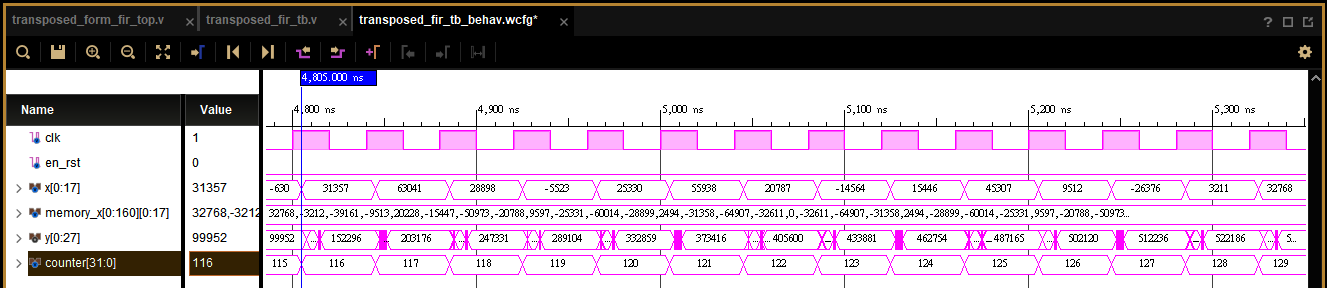 transposed_form_fir_top.v × transposed_fir_tb.v × transposed_fir_tb_behav.wcfg* ×
4,805.000 ns
Name Value
4,800 ns 4,900 ns 5,000 ns 5,100 ns 5,200 ns 5,300 ns
clk 1
en_rst 0
x[0:17] 31357 -630 31357 63041 28898 -5523 25330 55938 20787 -14564 15446 45307 9512 -26376 3211 32768
memory_x[0:160][0:17] 32768,-3212 32768,-3212,-39161,-9513,20228,-15447,-50973,-20788,9597,-25331,-60014,-28899,2494,-31358,-64907,-32611,0,-32611,-64907,-31358,2494,-28899,-60014,-25331,9597,-20788,-50973...
y[0:27] 99952 99952 152296 203176 247331 289104 332859 373416 405600 433881 462754 487165 502120 512236 522186 5...
counter[31:0] 116 115 116 117 118 119 120 121 122 123 124 125 126 127 128 129